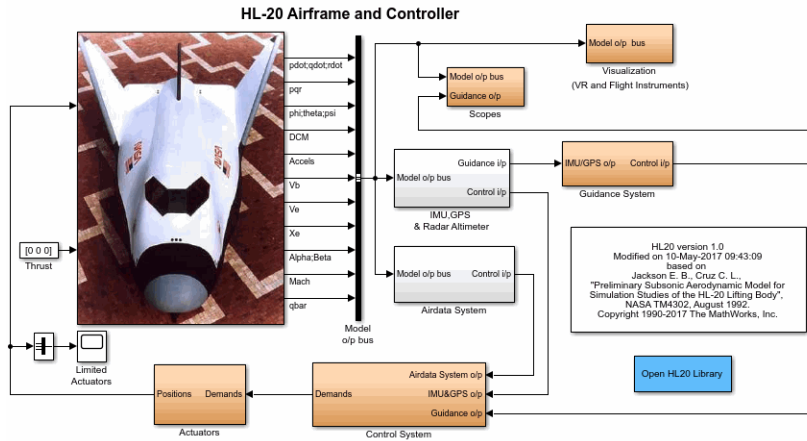 HL-20 Airframe and Controller
pdot;qdot;rdot
pqr
phi;theta;psi
DCM
Accels
Vb
Ve
Xe
Alpha;Beta
Mach
qbar
[0 0 0]
Thrust
Model
o/p bus
Model o/p bus
Visualization
(VR and Flight Instruments)
Model o/p bus
Guidance o/p
Scopes
Guidance i/p
Model o/p bus
Control i/p
IMU,GPS
& Radar Altimeter
IMU/GPS o/p
Control i/p
Guidance System
Model o/p bus
Control i/p
Airdata System
HL20 version 1.0
Modified on 10-May-2017 09:43:09
based on
Jackson E. B., Cruz C. L.,
"Preliminary Subsonic Aerodynamic Model for
Simulation Studies of the HL-20 Lifting Body",
NASA TM4302, August 1992.
Copyright 1990-2017 The MathWorks, Inc.
Open HL20 Library
Limited
Actuators
Positions
Demands
Actuators
Airdata System o/p
Demands
IMU&GPS o/p
Guidance o/p
Control System